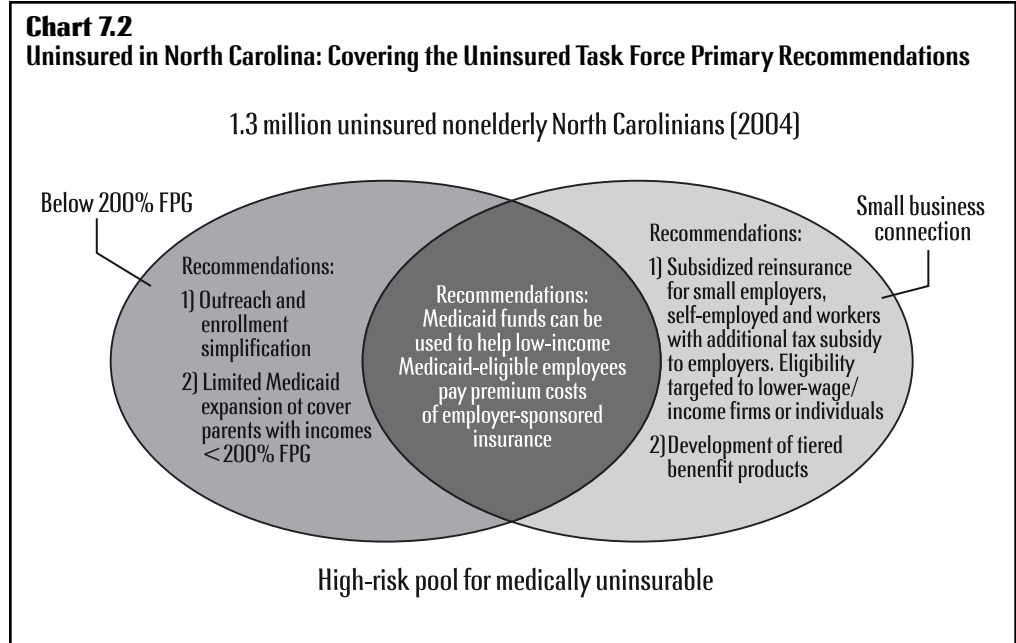 Chart 7.2
Uninsured in North Carolina: Covering the Uninsured Task Force Primary Recommendations
1.3 million uninsured nonelderly North Carolinians (2004)
Below 200% FPG
Recommendations:
1) Outreach and
enrollment
simplification
2) Limited Medicaid
expansion of cover
parents with incomes
<200% FPG
Recommendations:
Medicaid funds can be
used to help low-income
Medicaid-eligible employees
pay premium costs
of employer-sponsored
insurance
Small business
connection
Recommendations:
1) Subsidized reinsurance
for small employers,
self-employed and workers
with additional tax subsidy
to employers. Eligibility
targeted to lower-wage/
income firms or individuals
2) Development of tiered
benefit products
High-risk pool for medically uninsurable